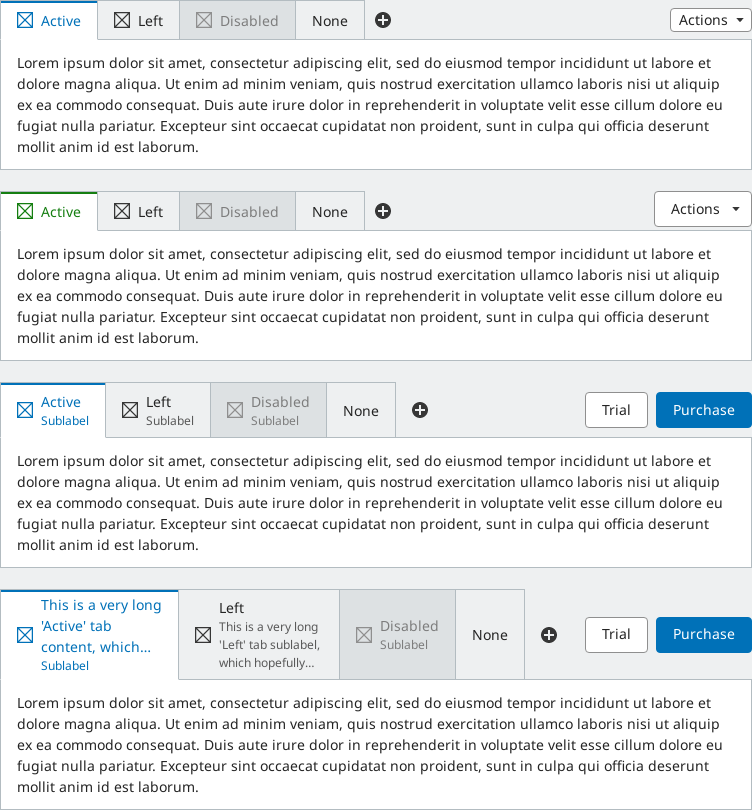 Active Left Disabled None Actions
Lorem ipsum dolor sit amet, consectetur adipiscing elit, sed do eiusmod tempor incididunt ut labore et
dolore magna aliqua. Ut enim ad minim veniam, quis nostrud exercitation ullamco laboris nisi ut aliquip
ex ea commodo consequat. Duis aute irure dolor in reprehenderit in voluptate velit esse cillum dolore eu
fugiat nulla pariatur. Excepteur sint occaecat cupidatat non proident, sunt in culpa qui officia deserunt
mollit anim id est laborum.
Active Left Disabled None Actions
Lorem ipsum dolor sit amet, consectetur adipiscing elit, sed do eiusmod tempor incididunt ut labore et
dolore magna aliqua. Ut enim ad minim veniam, quis nostrud exercitation ullamco laboris nisi ut aliquip
ex ea commodo consequat. Duis aute irure dolor in reprehenderit in voluptate velit esse cillum dolore eu
fugiat nulla pariatur. Excepteur sint occaecat cupidatat non proident, sunt in culpa qui officia deserunt
mollit anim id est laborum.
Active
Sublabel
Left
Sublabel
Disabled
Sublabel
None
Trial
Purchase
Lorem ipsum dolor sit amet, consectetur adipiscing elit, sed do eiusmod tempor incididunt ut labore et
dolore magna aliqua. Ut enim ad minim veniam, quis nostrud exercitation ullamco laboris nisi ut aliquip
ex ea commodo consequat. Duis aute irure dolor in reprehenderit in voluptate velit esse cillum dolore eu
fugiat nulla pariatur. Excepteur sint occaecat cupidatat non proident, sunt in culpa qui officia deserunt
mollit anim id est laborum.
This is a very long
'Active' tab
content, which...
Sublabel
Left
This is a very long
'Left' tab sublabel,
which hopefully...
Disabled
Sublabel
None
Trial
Purchase
Lorem ipsum dolor sit amet, consectetur adipiscing elit, sed do eiusmod tempor incididunt ut labore et
dolore magna aliqua. Ut enim ad minim veniam, quis nostrud exercitation ullamco laboris nisi ut aliquip
ex ea commodo consequat. Duis aute irure dolor in reprehenderit in voluptate velit esse cillum dolore eu
fugiat nulla pariatur. Excepteur sint occaecat cupidatat non proident, sunt in culpa qui officia deserunt
mollit anim id est laborum.